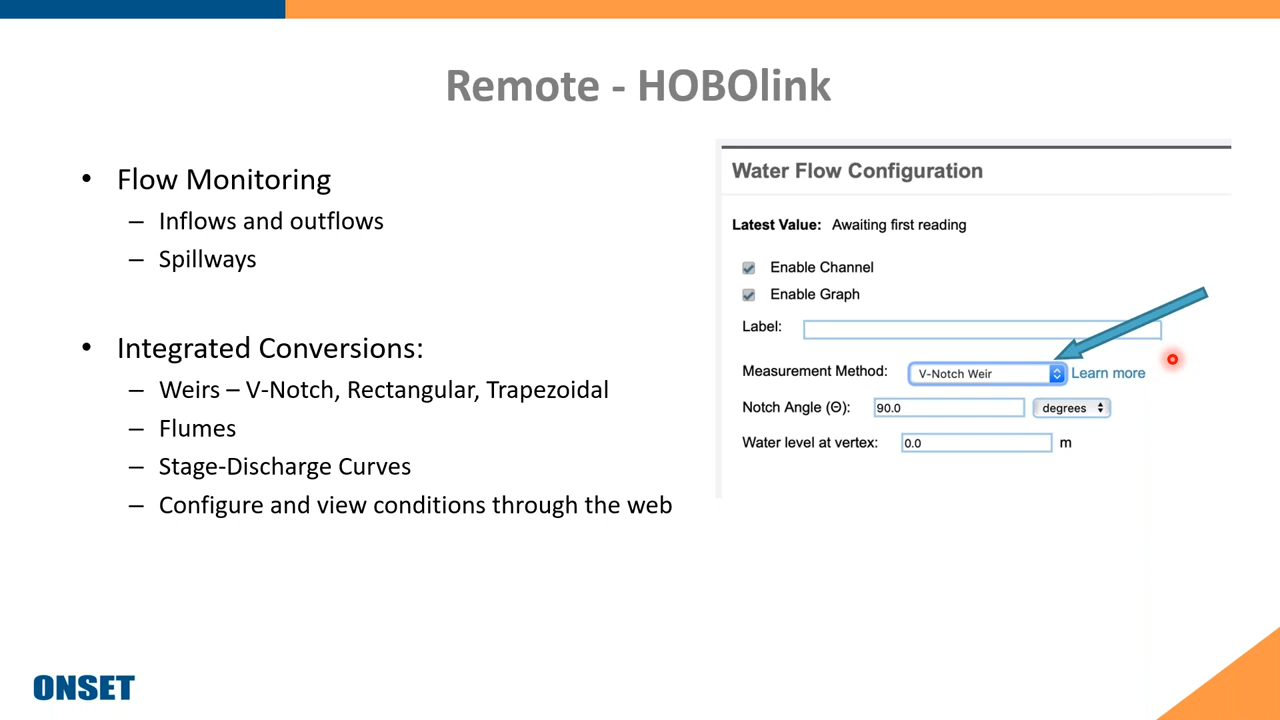 Remote - HOBOlink
• Flow Monitoring
– Inflows and outflows
– Spillways
• Integrated Conversions:
– Weirs – V-Notch, Rectangular, Trapezoidal
– Flumes
– Stage-Discharge Curves
– Configure and view conditions through the web
Water Flow Configuration
Latest Value: Awaiting first reading
Enable Channel
Enable Graph
Label:
Measurement Method: V-Notch Weir Learn more
Notch Angle (Θ): 90.0 degrees
Water level at vertex: 0.0 m
ONSET